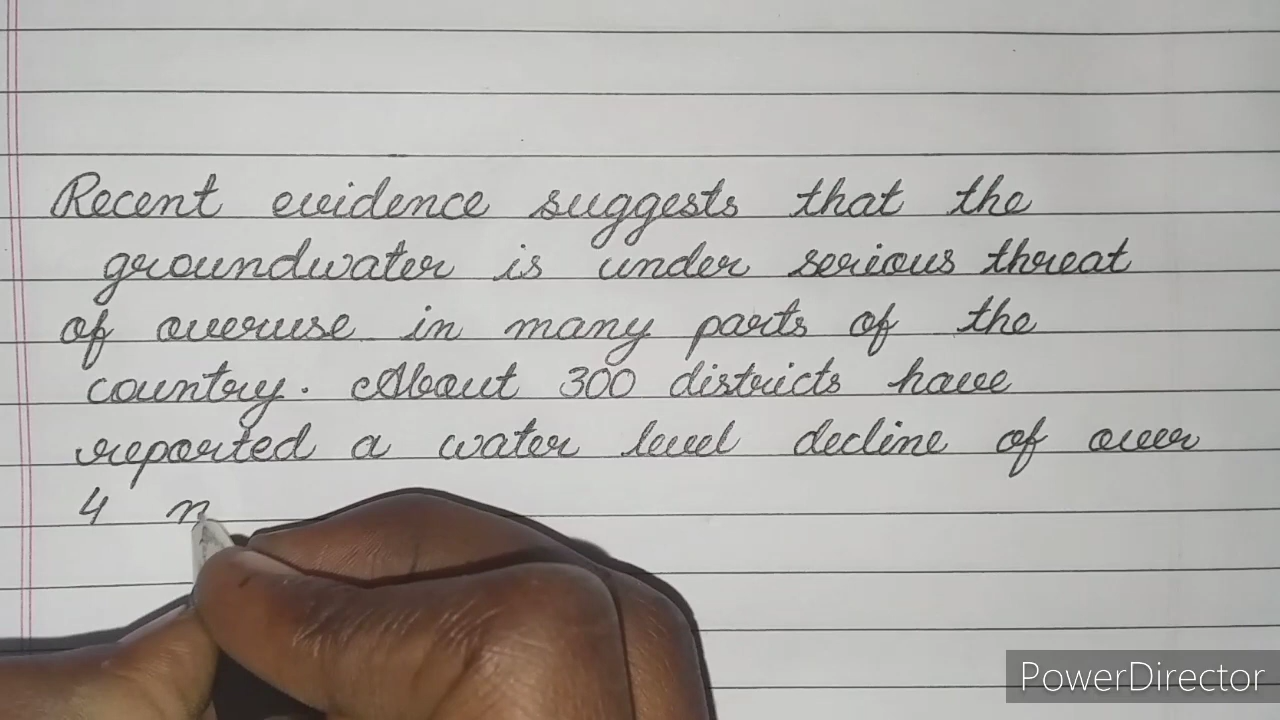 Recent evidence suggests that the
groundwater is under serious threat
of overuse in many parts of the
country. About 300 districts have
reported a water level decline of over
4
PowerDirector